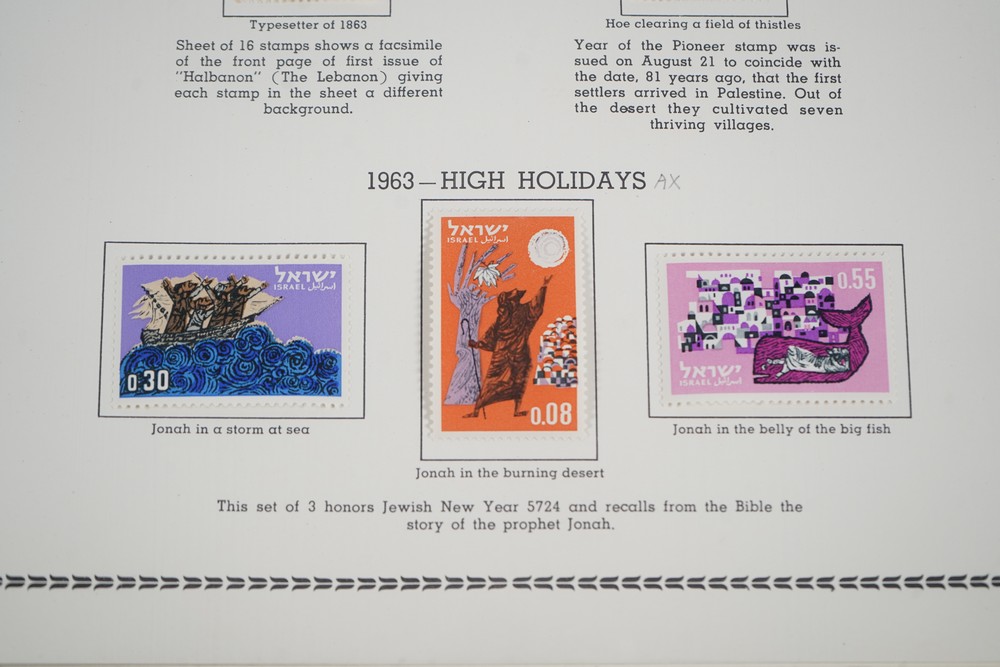 Typesetter of 1863
Sheet of 16 stamps shows a facsimile
of the front page of first issue of
"Halbanon" (The Lebanon) giving
each stamp in the sheet a different
background.
Hoe clearing a field of thistles
Year of the Pioneer stamp was is-
sued on August 21 to coincide with
the date, 81 years ago, that the first
settlers arrived in Palestine. Out of
the desert they cultivated seven
thriving villages.
1963 — HIGH HOLIDAYS AX
ישראל
ISRAEL اسرائيل
0.30
Jonah in a storm at sea
ישראל
ISRAEL اسرائيل
0.08
Jonah in the burning desert
0.55
ישראל
ISRAEL اسرائيل
Jonah in the belly of the big fish
This set of 3 honors Jewish New Year 5724 and recalls from the Bible the
story of the prophet Jonah.